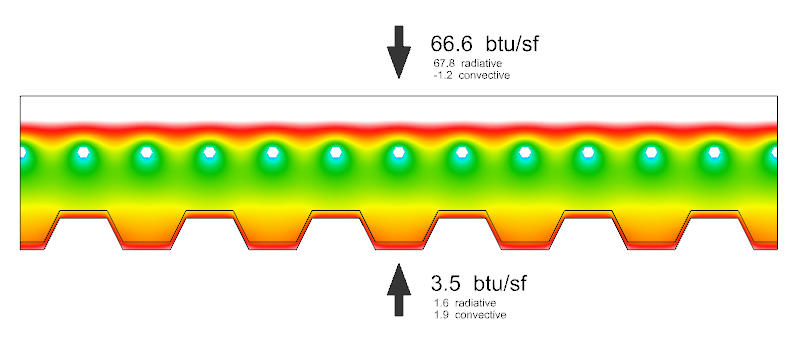 66.6 btu/sf
67.8 radiative
-1.2 convective
3.5 btu/sf
1.6 radiative
1.9 convective